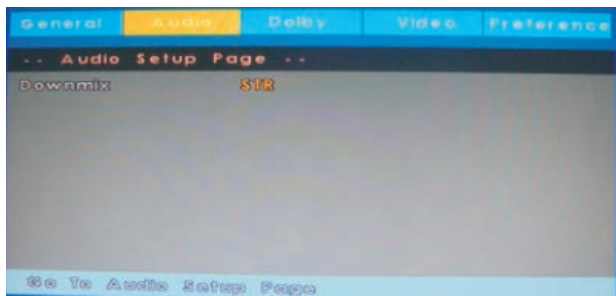 General Audio Dolby Video Preference
-- Audio Setup Page --
Downmix STR
Go To Audio Setup Page